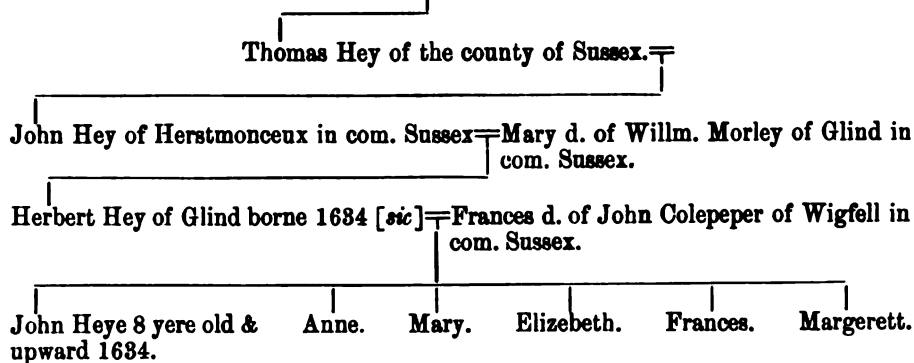 Thomas Hey of the county of Sussex.
John Hey of Herstmonceux in com. Sussex=Mary d. of Willm. Morley of Glind in
com. Sussex.
Herbert Hey of Glind borne 1634 [sic]=Frances d. of John Colepeper of Wigfell in
com. Sussex.
John Heye 8 yere old & Anne. Mary. Elizebeth. Frances. Margerett.
upward 1634.